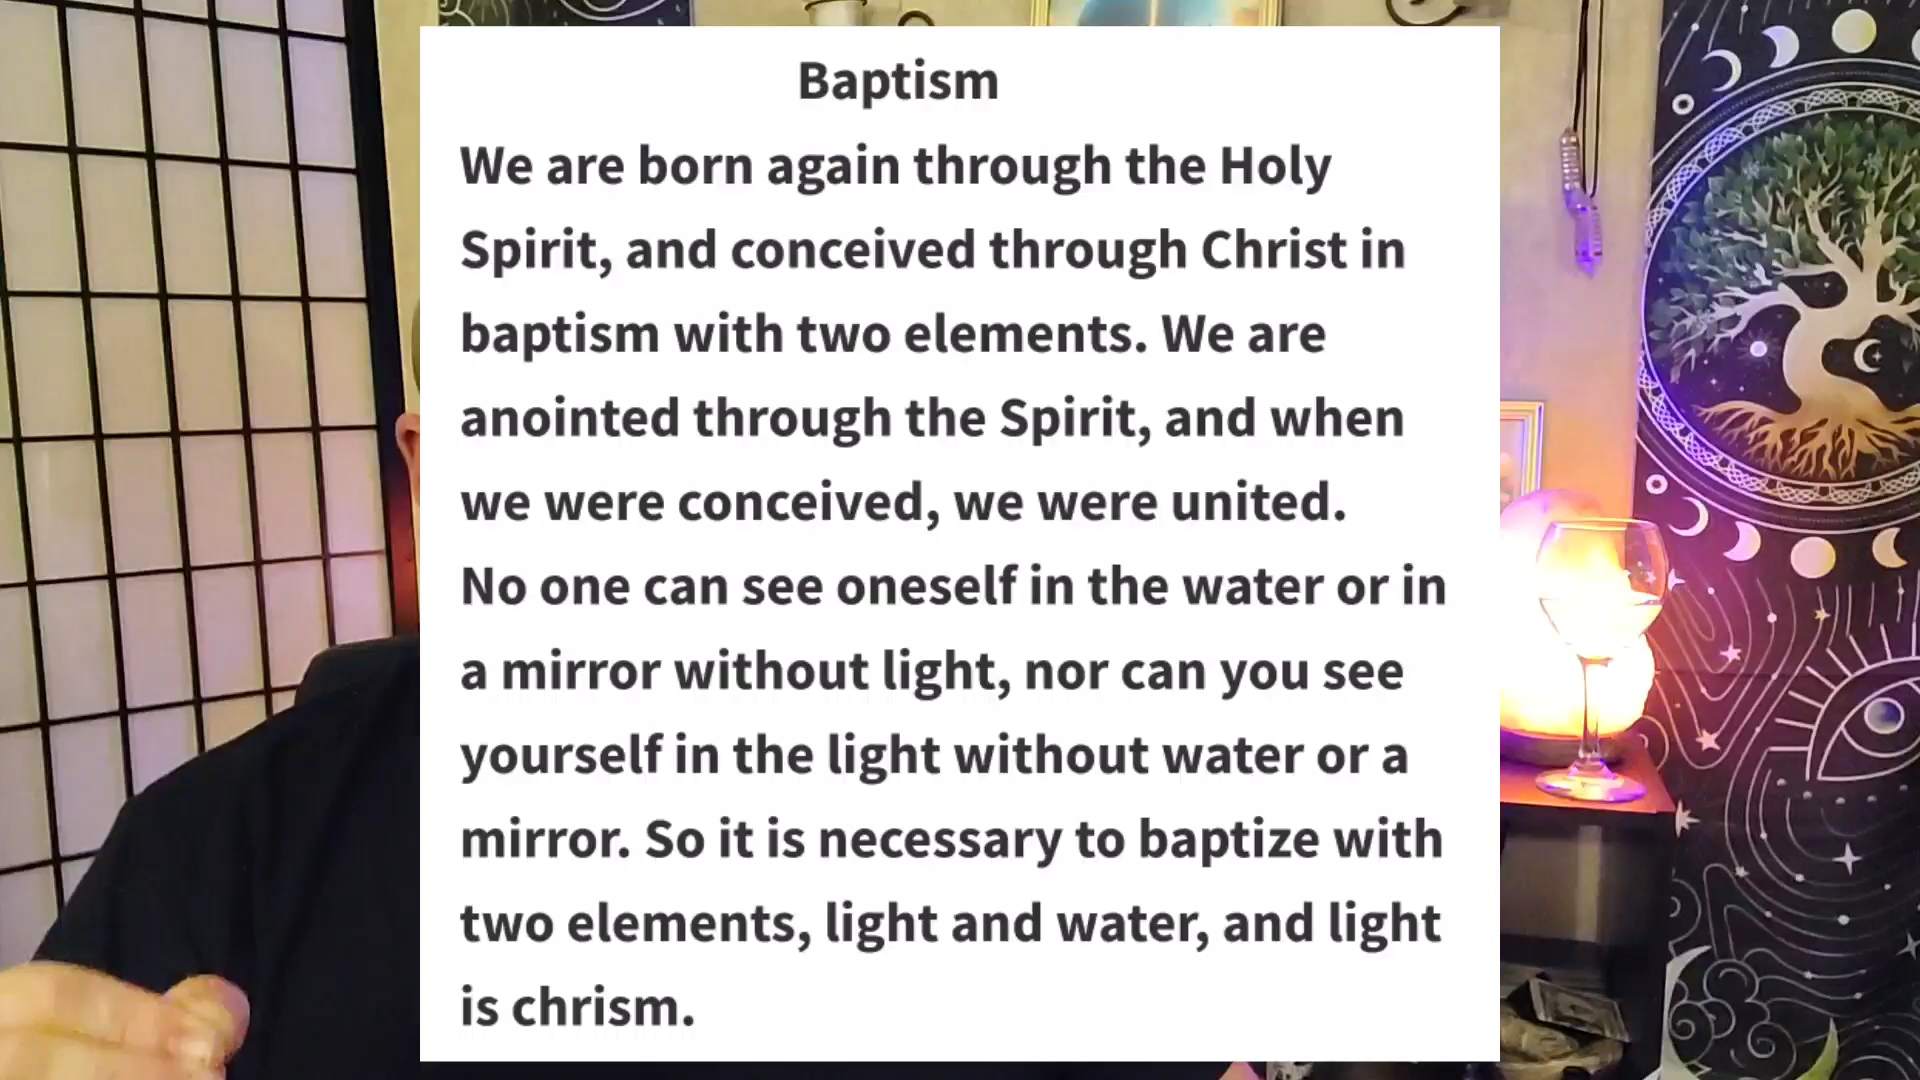 Baptism
We are born again through the Holy
Spirit, and conceived through Christ in
baptism with two elements. We are
anointed through the Spirit, and when
we were conceived, we were united.
No one can see oneself in the water or in
a mirror without light, nor can you see
yourself in the light without water or a
mirror. So it is necessary to baptize with
two elements, light and water, and light
is chrism.